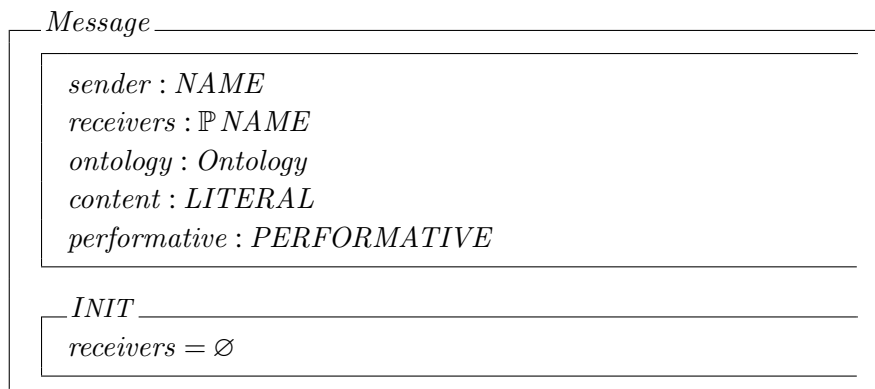 Message
sender : NAME
receivers : ℙ NAME
ontology : Ontology
content : LITERAL
performative : PERFORMATIVE
INIT
receivers = ∅